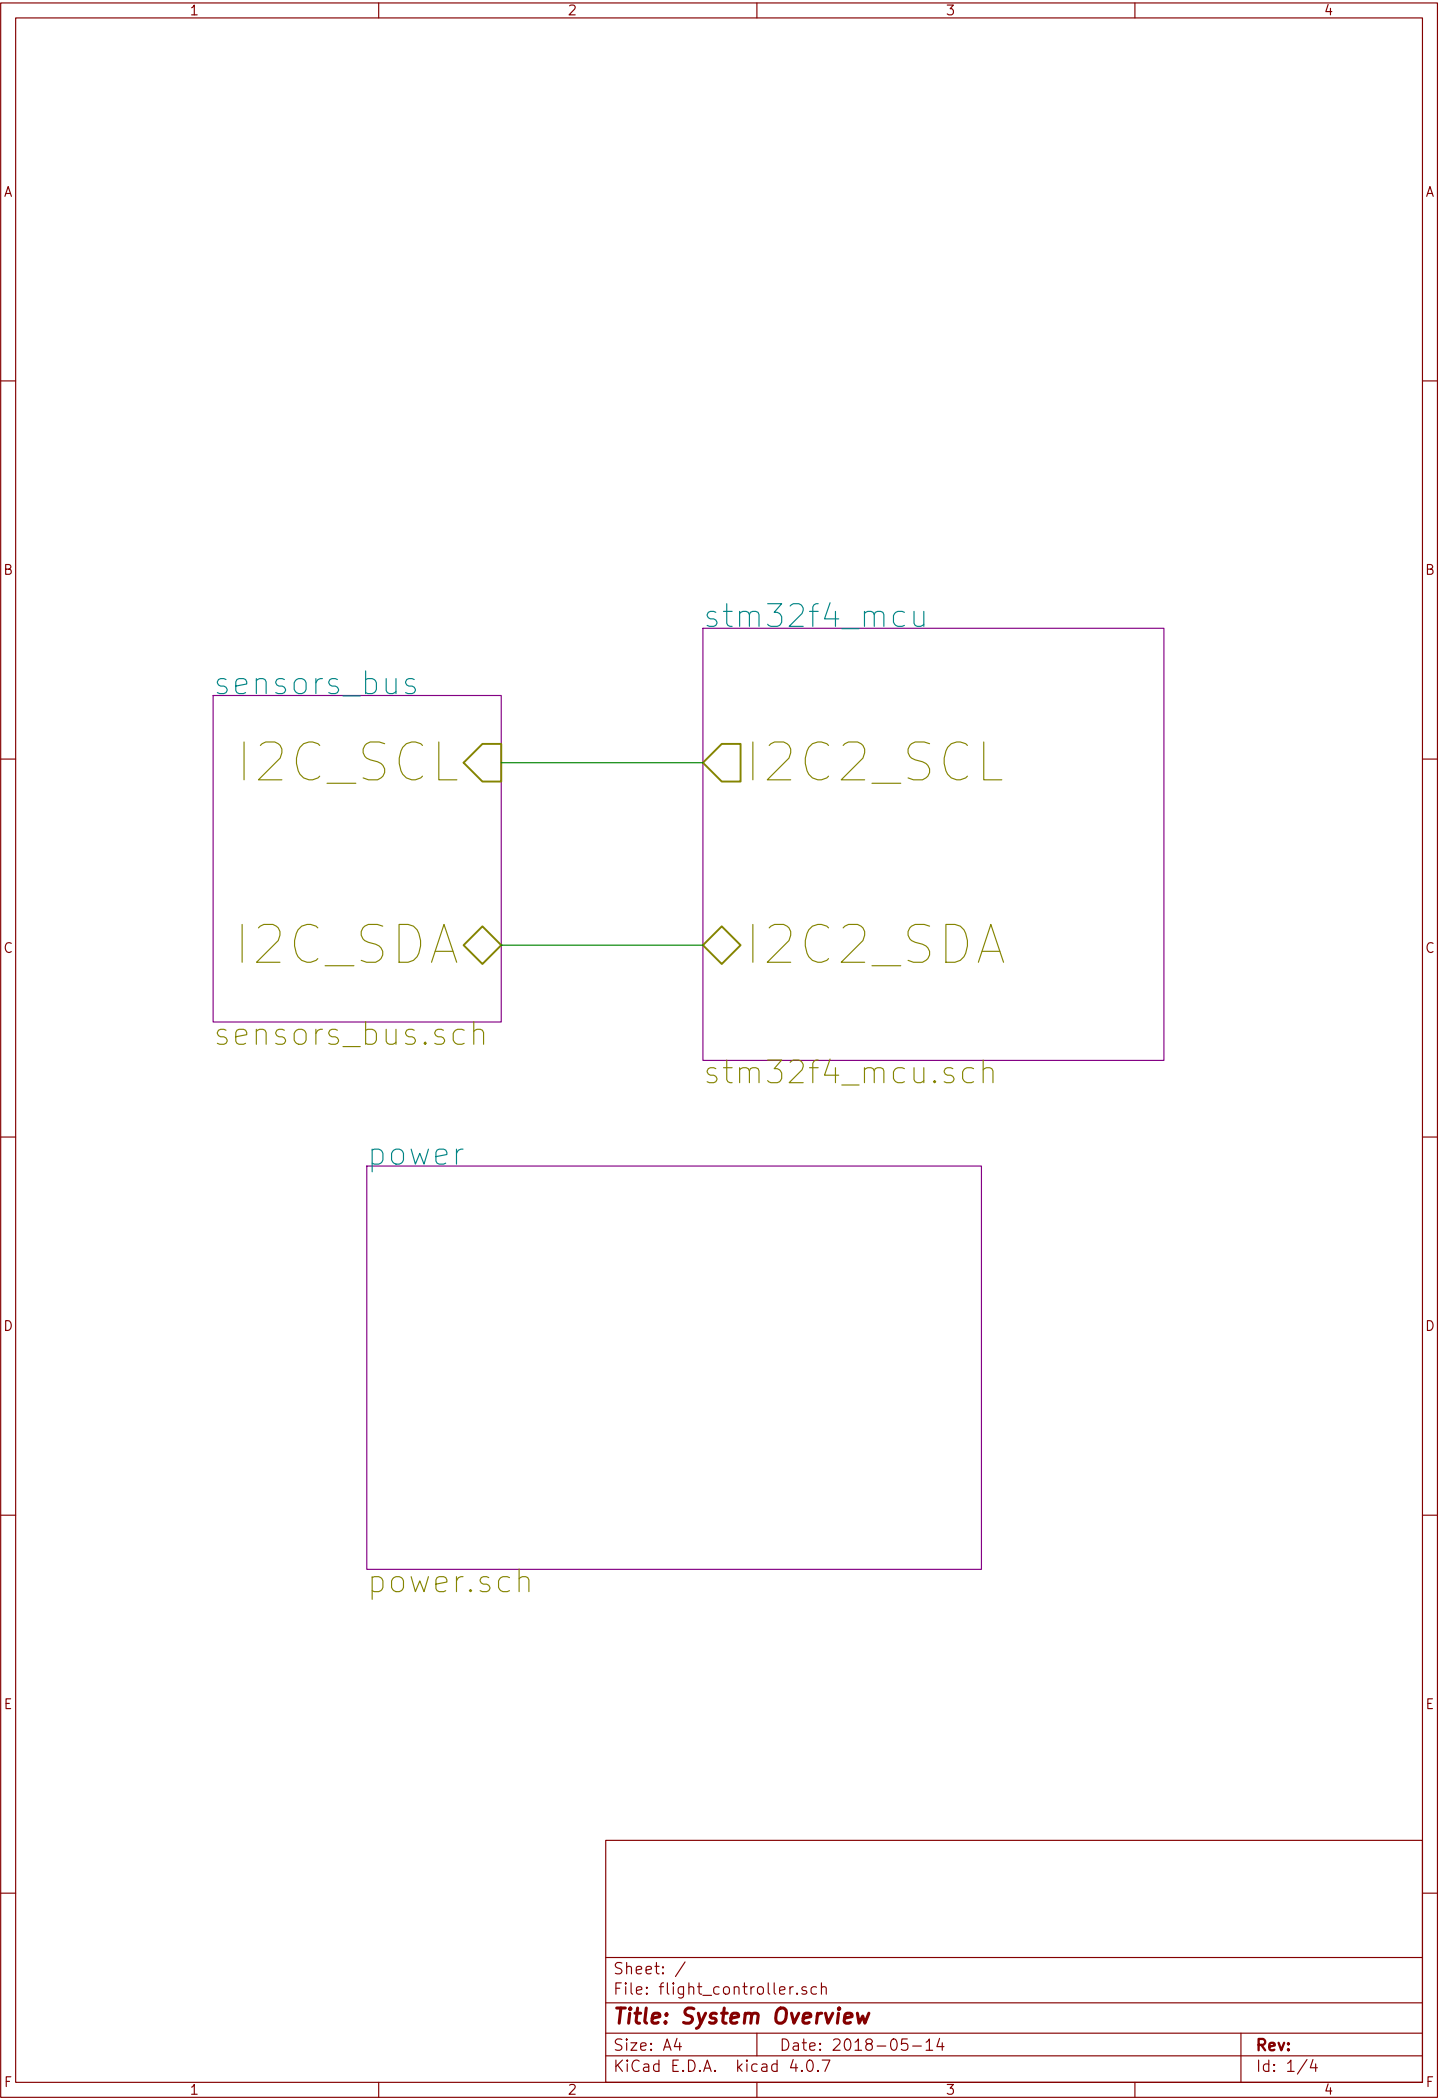 1 2 3 4
A A
B B
stm32f4_mcu
sensors_bus
I2C_SCL I2C2_SCL
C C
I2C_SDA I2C2_SDA
sensors_bus.sch
stm32f4_mcu.sch
power
D D
power.sch
E E
Sheet: /
File: flight_controller.sch
Title: System Overview
Size: A4 Date: 2018-05-14 Rev:
KiCad E.D.A. kicad 4.0.7 Id: 1/4
F F
1 2 3 4